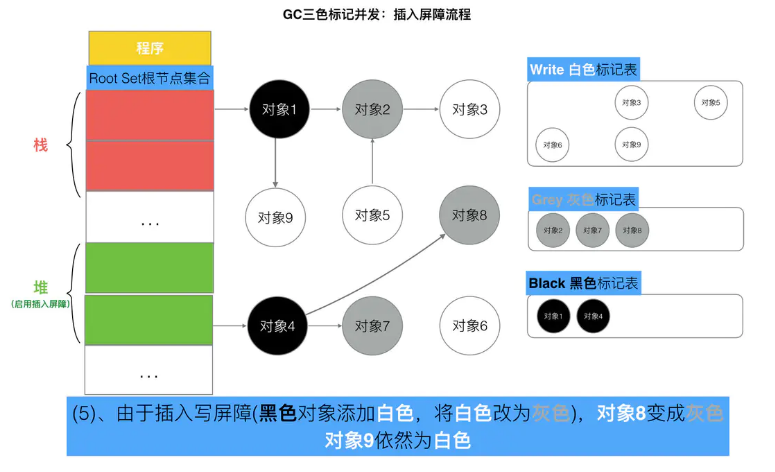 GC三色标记并发：插入屏障流程
程序
Root Set根节点集合
栈
...
堆
(启用插入屏障)
...
对象1
对象2
对象3
对象9
对象5
对象8
对象4
对象7
对象6
Write 白色标记表
对象3
对象5
对象6
对象9
Grey 灰色标记表
对象2
对象7
对象8
Black 黑色标记表
对象1
对象4
(5)、由于插入写屏障(黑色对象添加白色，将白色改为灰色)，对象8变成灰色
对象9依然为白色